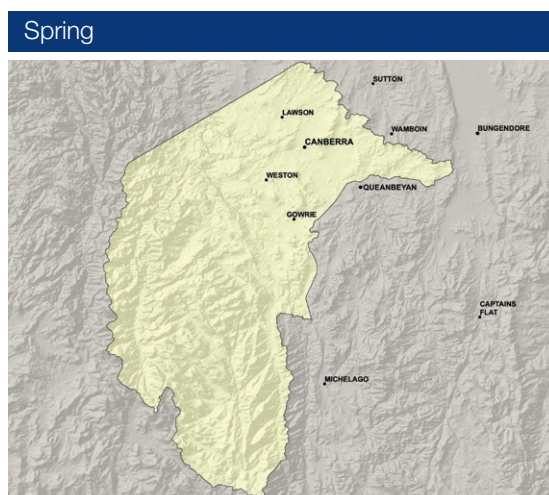 Spring
SUTTON
LAWSON
WAMBOIN
BUNGENDORE
CANBERRA
WESTON
QUEANBEYAN
GOWRIE
CAPTAINS
FLAT
MICHELAGO